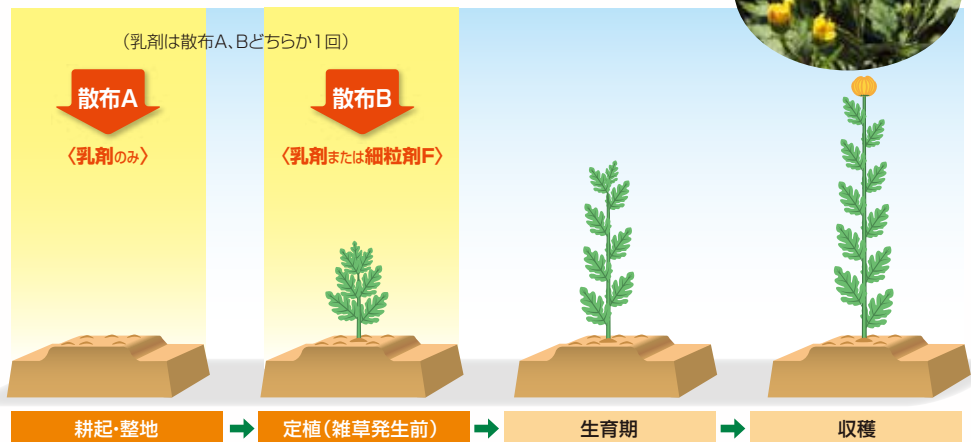 （乳剤は散布A、Bどちらか1回）
散布A
〈乳剤のみ〉
散布B
〈乳剤または細粒剤F〉
耕起・整地
定植（雑草発生前）
生育期
収穫